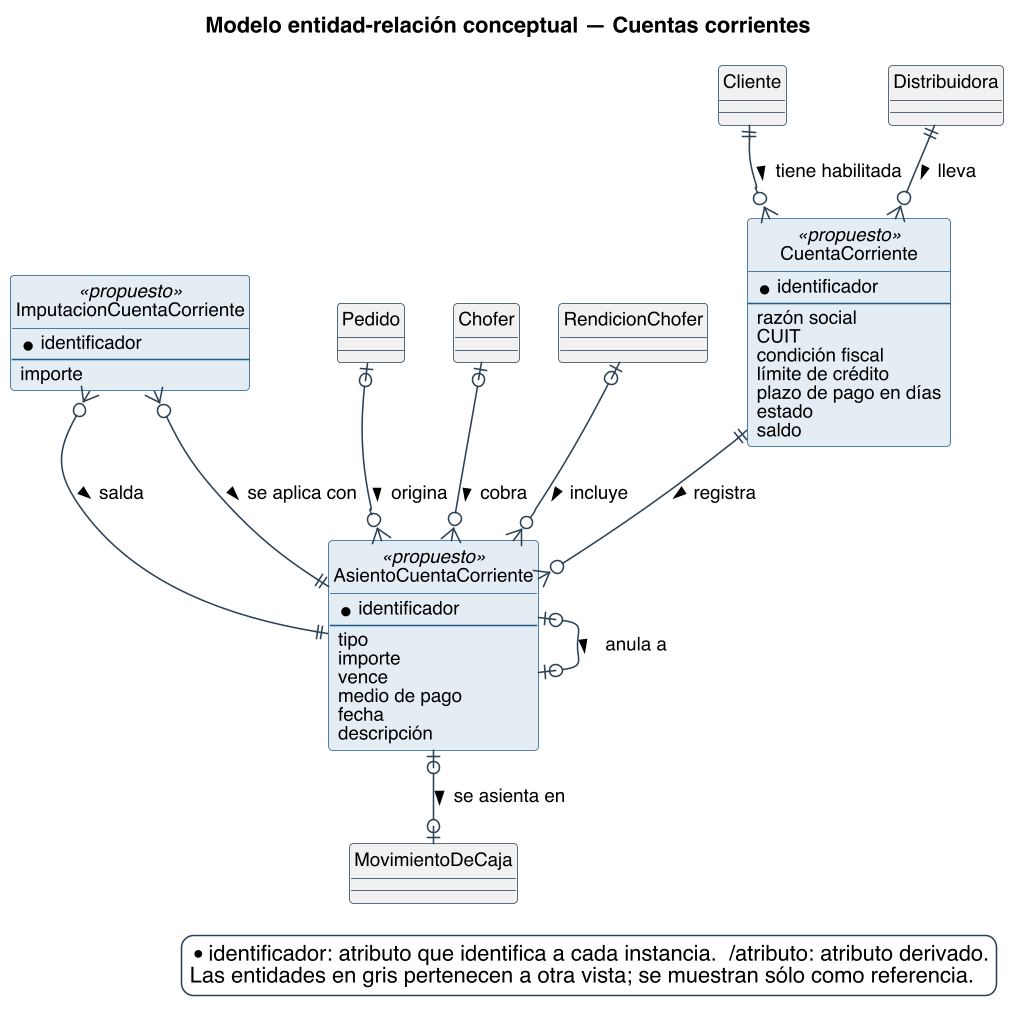 Modelo entidad-relación conceptual — Cuentas corrientes
Cliente
Distribuidora
tiene habilitada
lleva
«propuesto»
CuentaCorriente
identificador
razón social
CUIT
condición fiscal
límite de crédito
plazo de pago en días
estado
saldo
«propuesto»
ImputacionCuentaCorriente
identificador
importe
Pedido
Chofer
RendicionChofer
salda
se aplica con
origina
cobra
incluye
registra
«propuesto»
AsientoCuentaCorriente
identificador
tipo
importe
vence
medio de pago
fecha
descripción
anula a
se asienta en
MovimientoDeCaja
• identificador: atributo que identifica a cada instancia. /atributo: atributo derivado.
Las entidades en gris pertenecen a otra vista; se muestran sólo como referencia.